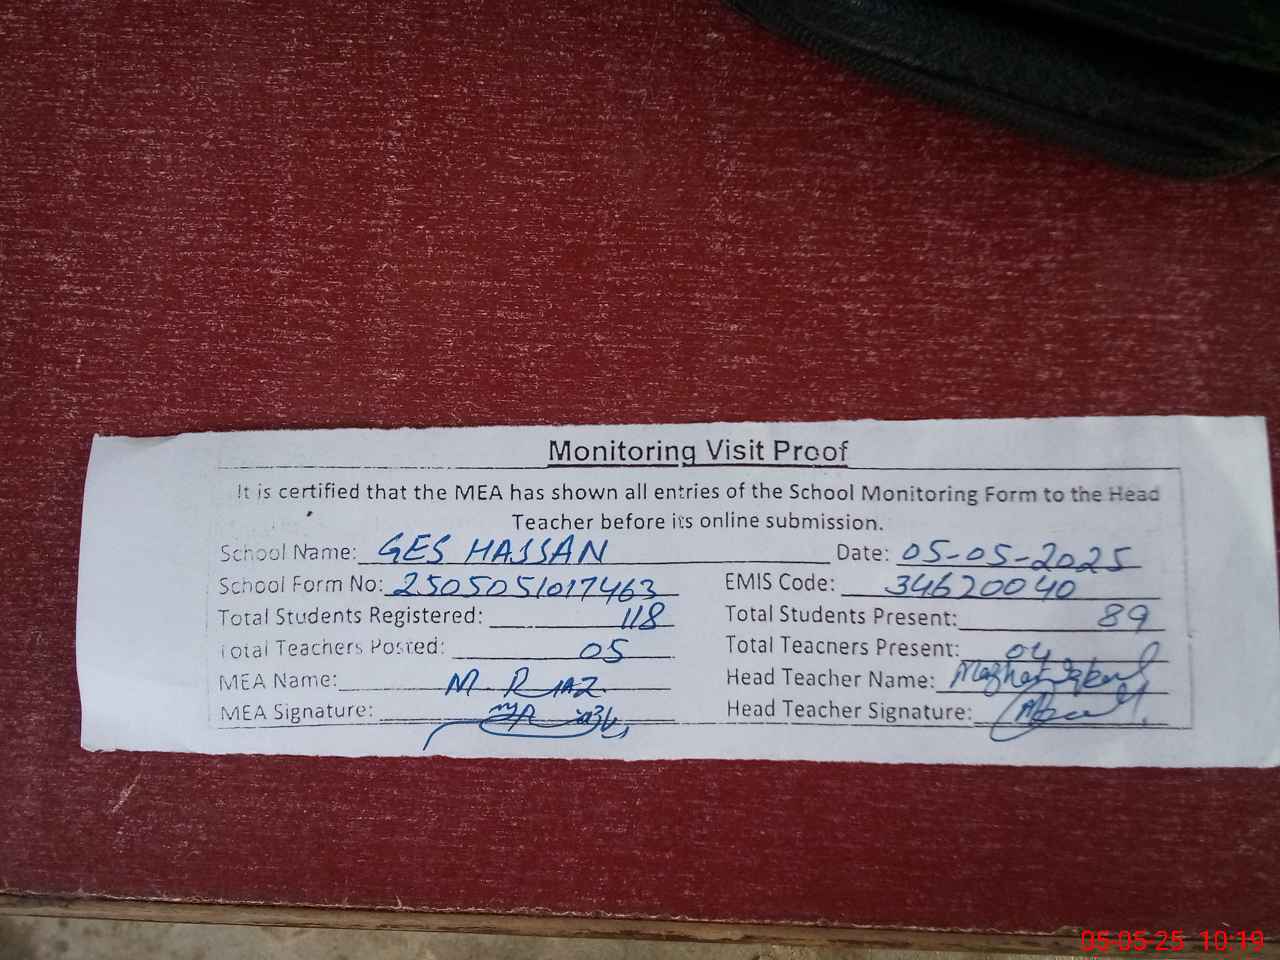 Monitoring Visit Proof
It is certified that the MEA has shown all entries of the School Monitoring Form to the Head
Teacher before its online submission.
School Name: GES HASSAN Date: 05-05-2025
School Form No: 2505051017463 EMIS Code: 34620040
Total Students Registered: 118 Total Students Present: 89
Total Teachers Posted: 05 Total Teachers Present: 04
MEA Name: M. RIAZ Head Teacher Name:
MEA Signature: Head Teacher Signature:
05-05-25 10:19